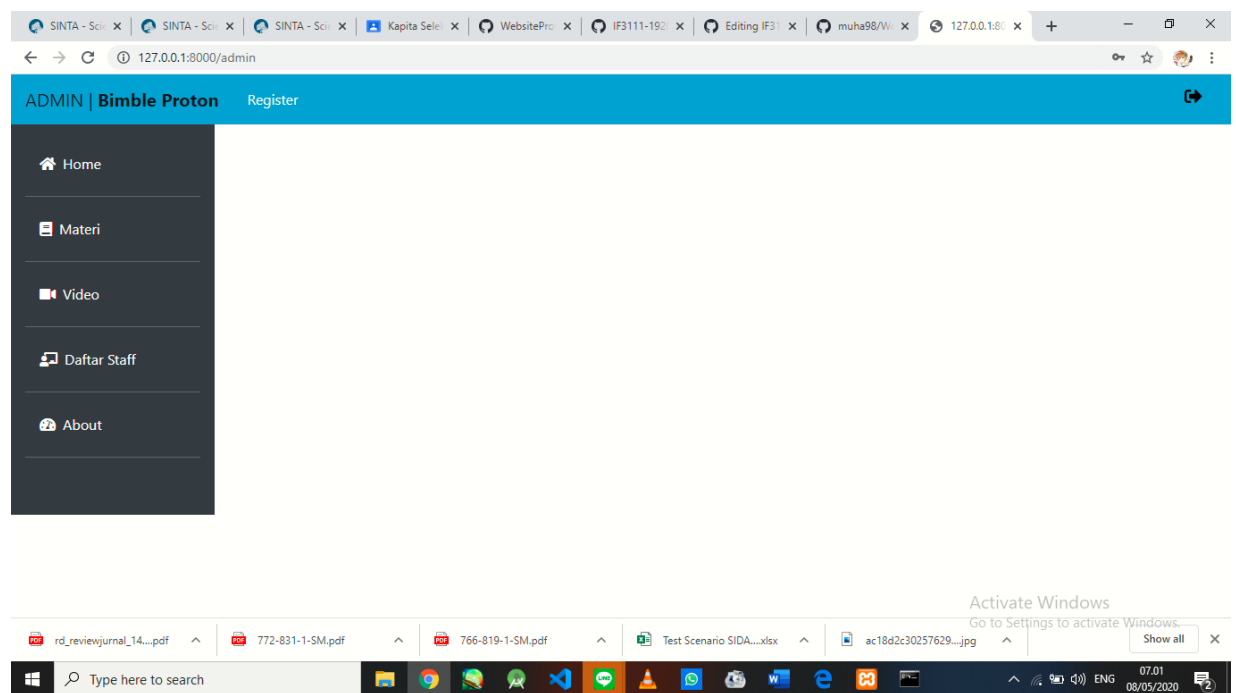 SINTA - Scie
SINTA - Scie
SINTA - Scie
Kapita Sele
WebsitePro
IF3111-192
Editing IF31
muha98/We
127.0.0.1:80
127.0.0.1:8000/admin
ADMIN | Bimble Proton
Register
Home
Materi
Video
Daftar Staff
About
Activate Windows
Go to Settings to activate Windows.
rd_reviewjurnal_14....pdf
772-831-1-SM.pdf
766-819-1-SM.pdf
Test Scenario SIDA....xlsx
ac18d2c30257629....jpg
Show all
Type here to search
ENG
07.01
08/05/2020